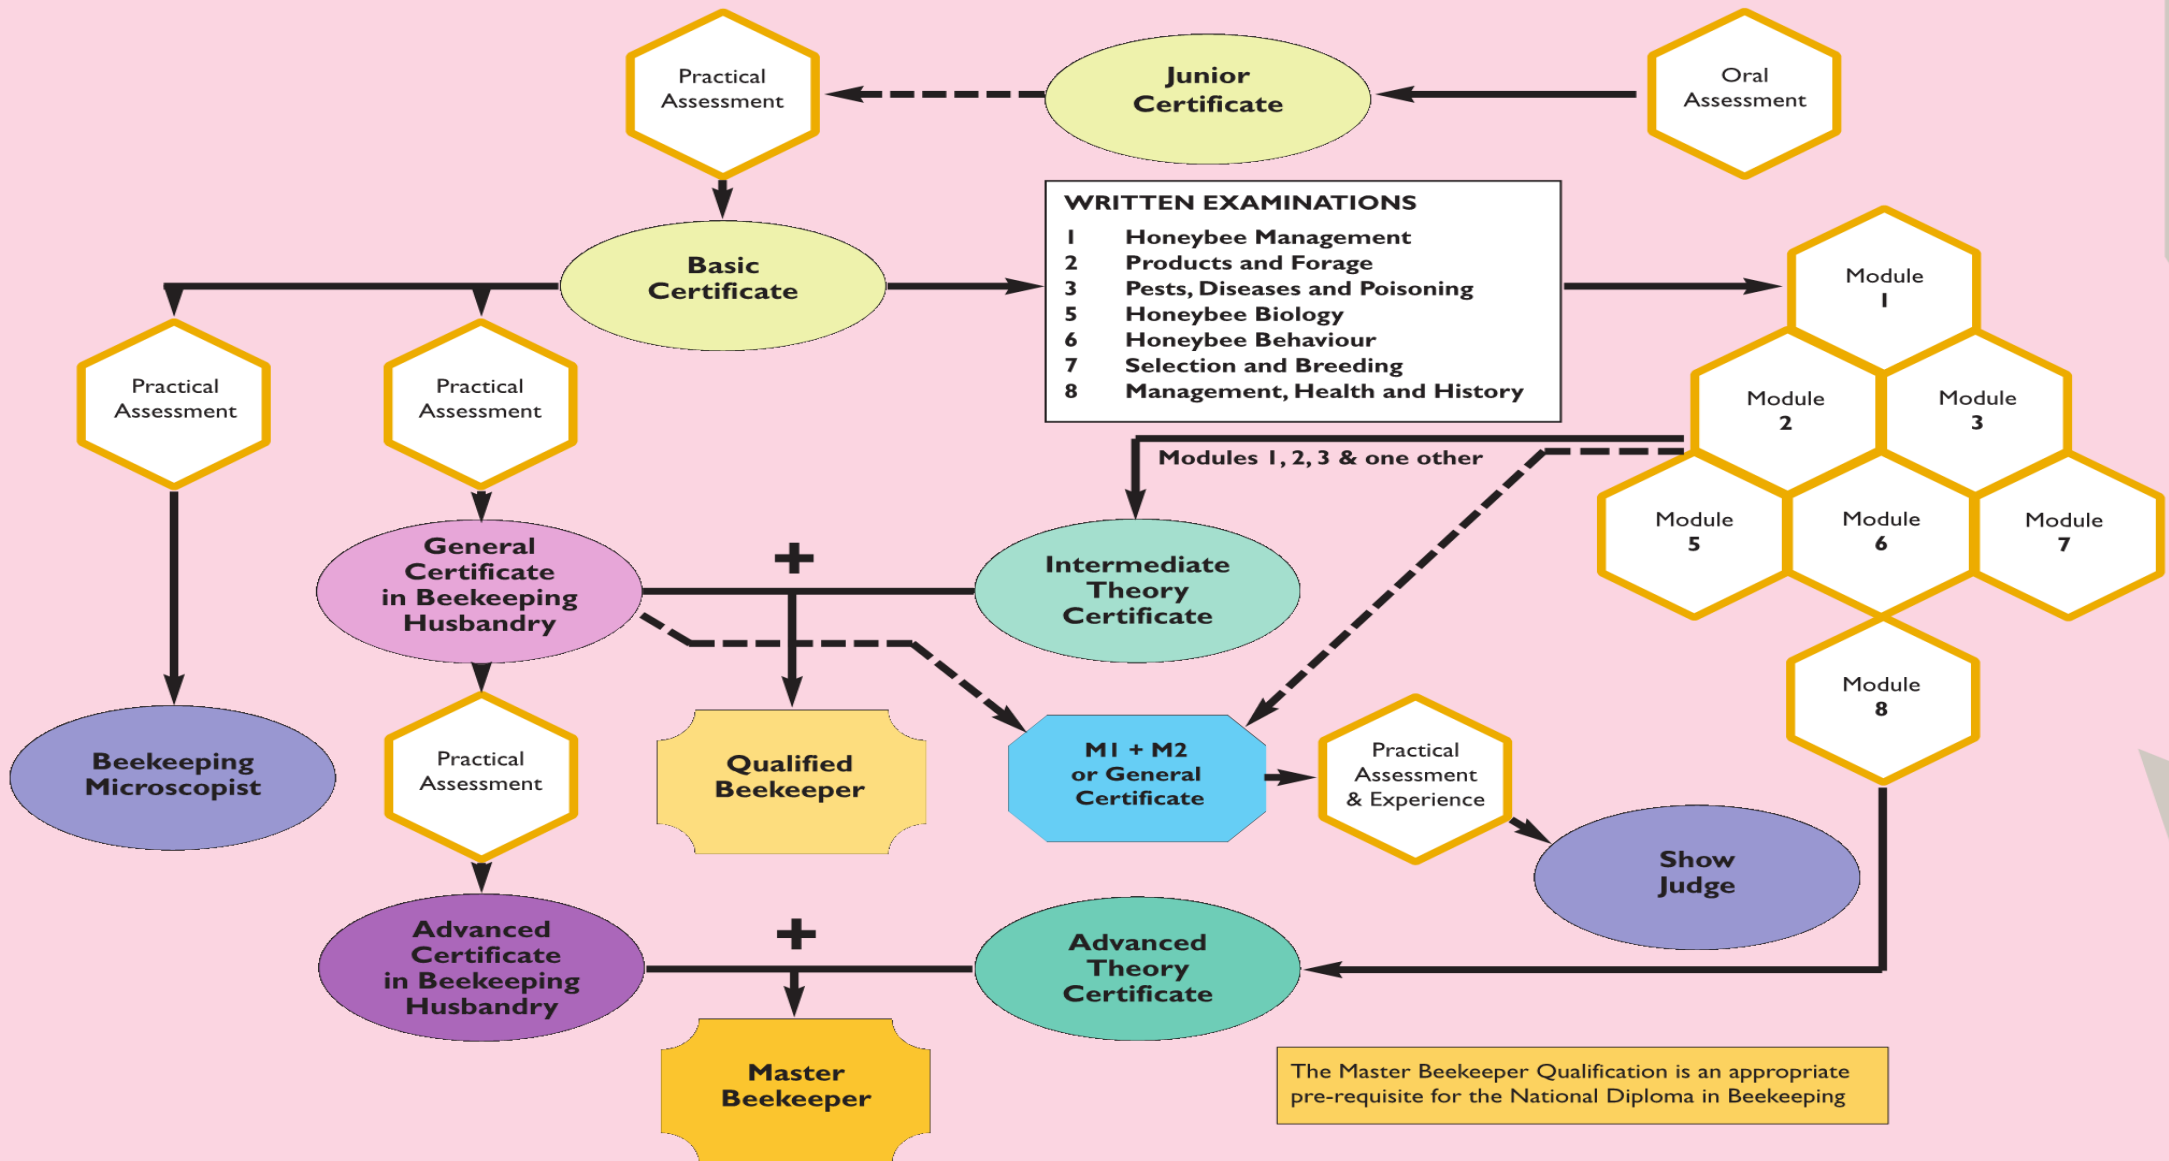 Practical
Assessment
Junior
Certificate
Oral
Assessment
WRITTEN EXAMINATIONS
1 Honeybee Management
2 Products and Forage
3 Pests, Diseases and Poisoning
5 Honeybee Biology
6 Honeybee Behaviour
7 Selection and Breeding
8 Management, Health and History
Basic
Certificate
Module
1
Practical
Assessment
Practical
Assessment
Module
2
Module
3
Modules 1, 2, 3 & one other
Module
5
Module
6
Module
7
General
Certificate
in Beekeeping
Husbandry
+
Intermediate
Theory
Certificate
Module
8
Beekeeping
Microscopist
Practical
Assessment
Qualified
Beekeeper
M1 + M2
or General
Certificate
Practical
Assessment
& Experience
Show
Judge
Advanced
Certificate
in Beekeeping
Husbandry
+
Advanced
Theory
Certificate
Master
Beekeeper
The Master Beekeeper Qualification is an appropriate
pre-requisite for the National Diploma in Beekeeping